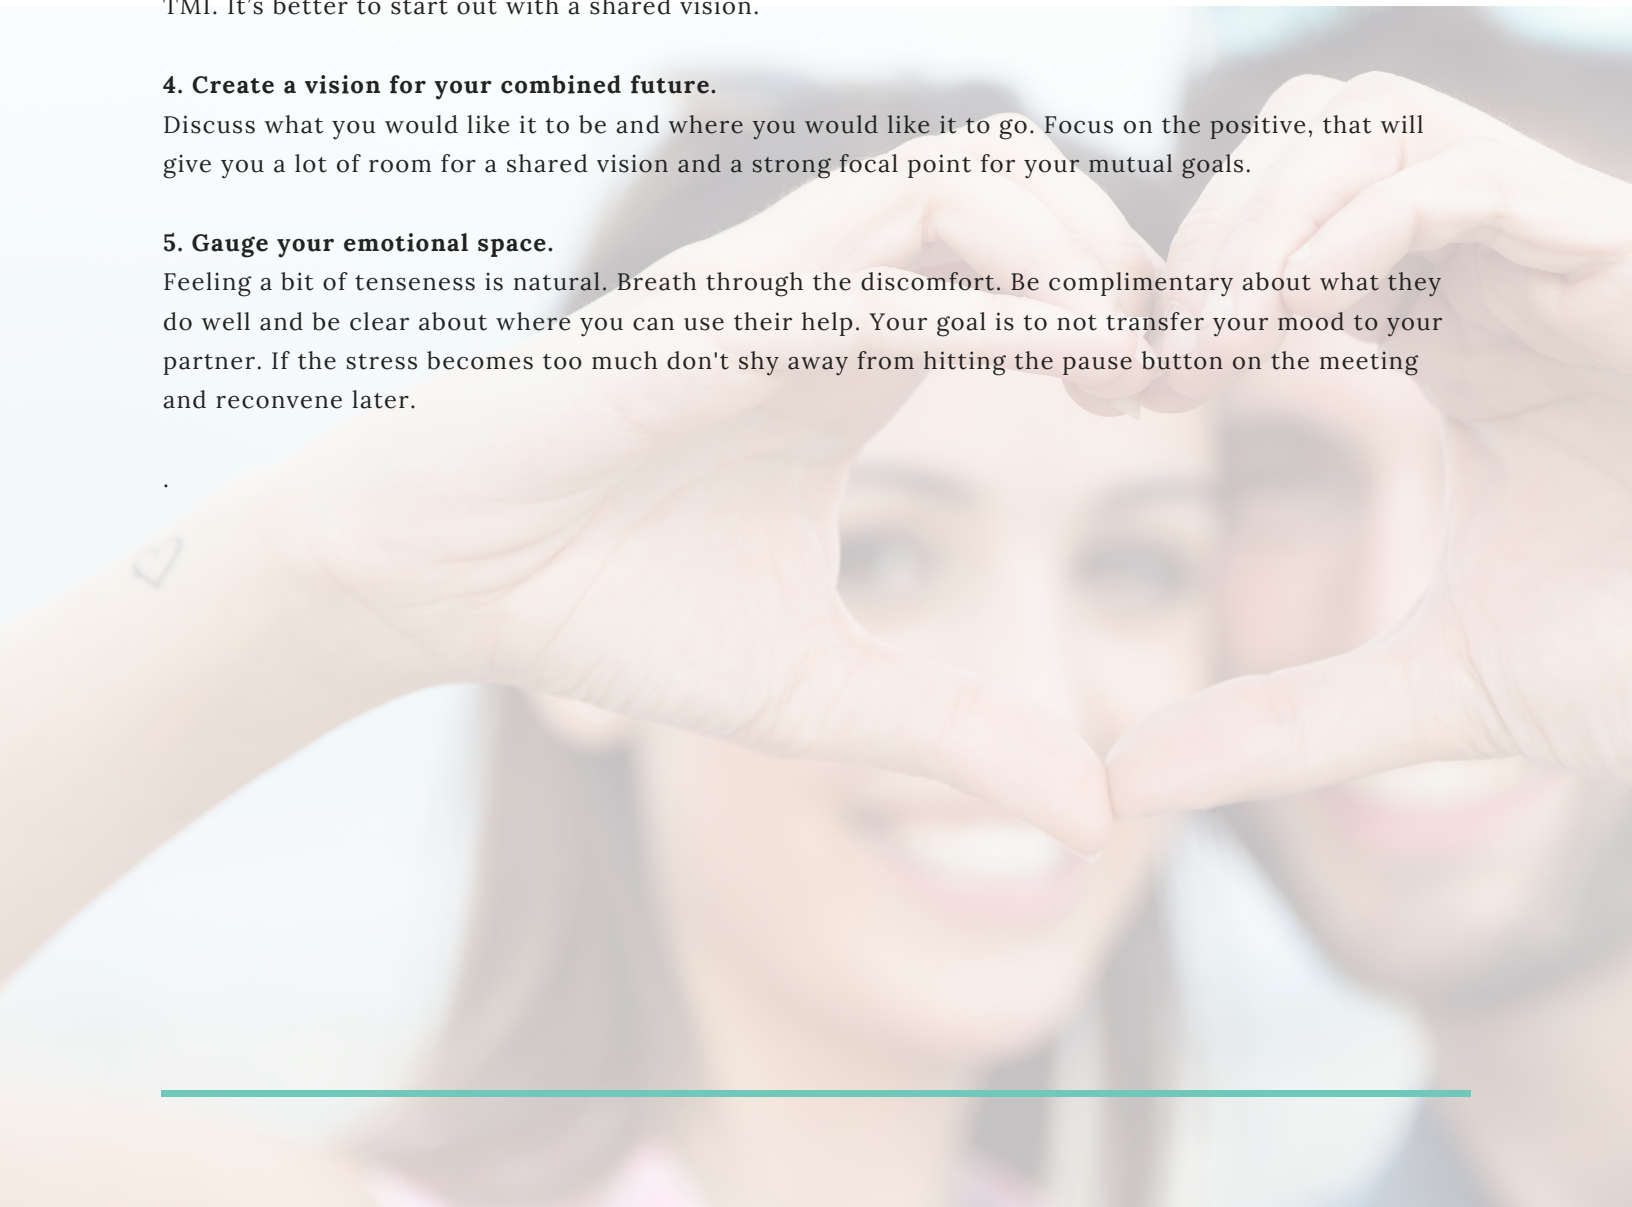 TMI. It's better to start out with a shared vision.
4. Create a vision for your combined future.
Discuss what you would like it to be and where you would like it to go. Focus on the positive, that will
give you a lot of room for a shared vision and a strong focal point for your mutual goals.
5. Gauge your emotional space.
Feeling a bit of tenseness is natural. Breath through the discomfort. Be complimentary about what they
do well and be clear about where you can use their help. Your goal is to not transfer your mood to your
partner. If the stress becomes too much don't shy away from hitting the pause button on the meeting
and reconvene later.
.